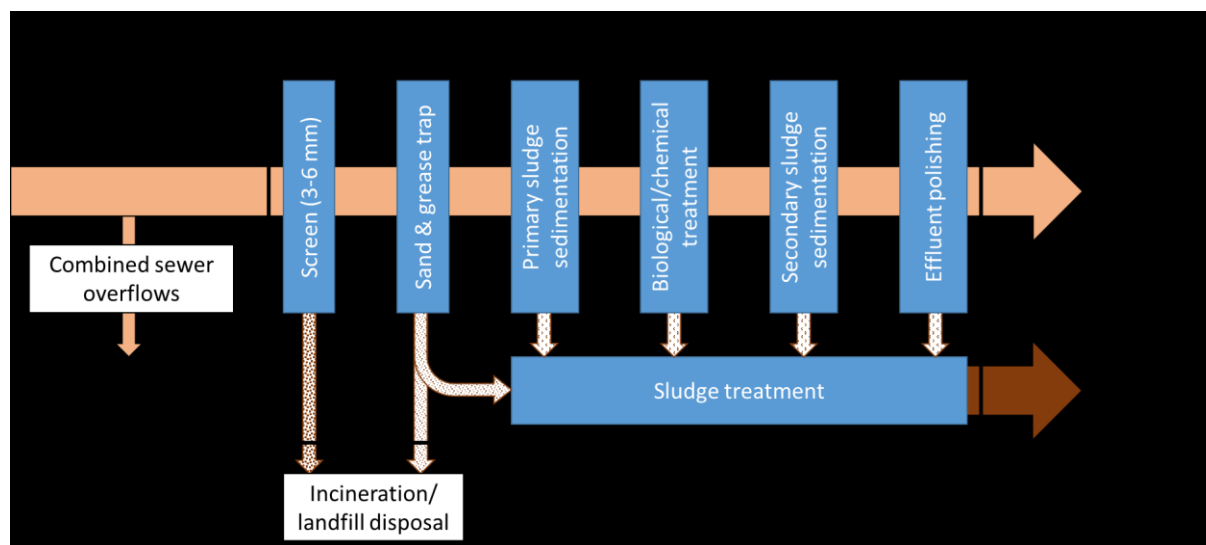 Combined sewer
overflows
Screen (3-6 mm)
Sand & grease trap
Primary sludge
sedimentation
Biological/chemical
treatment
Secondary sludge
sedimentation
Effluent polishing
Sludge treatment
Incineration/
landfill disposal